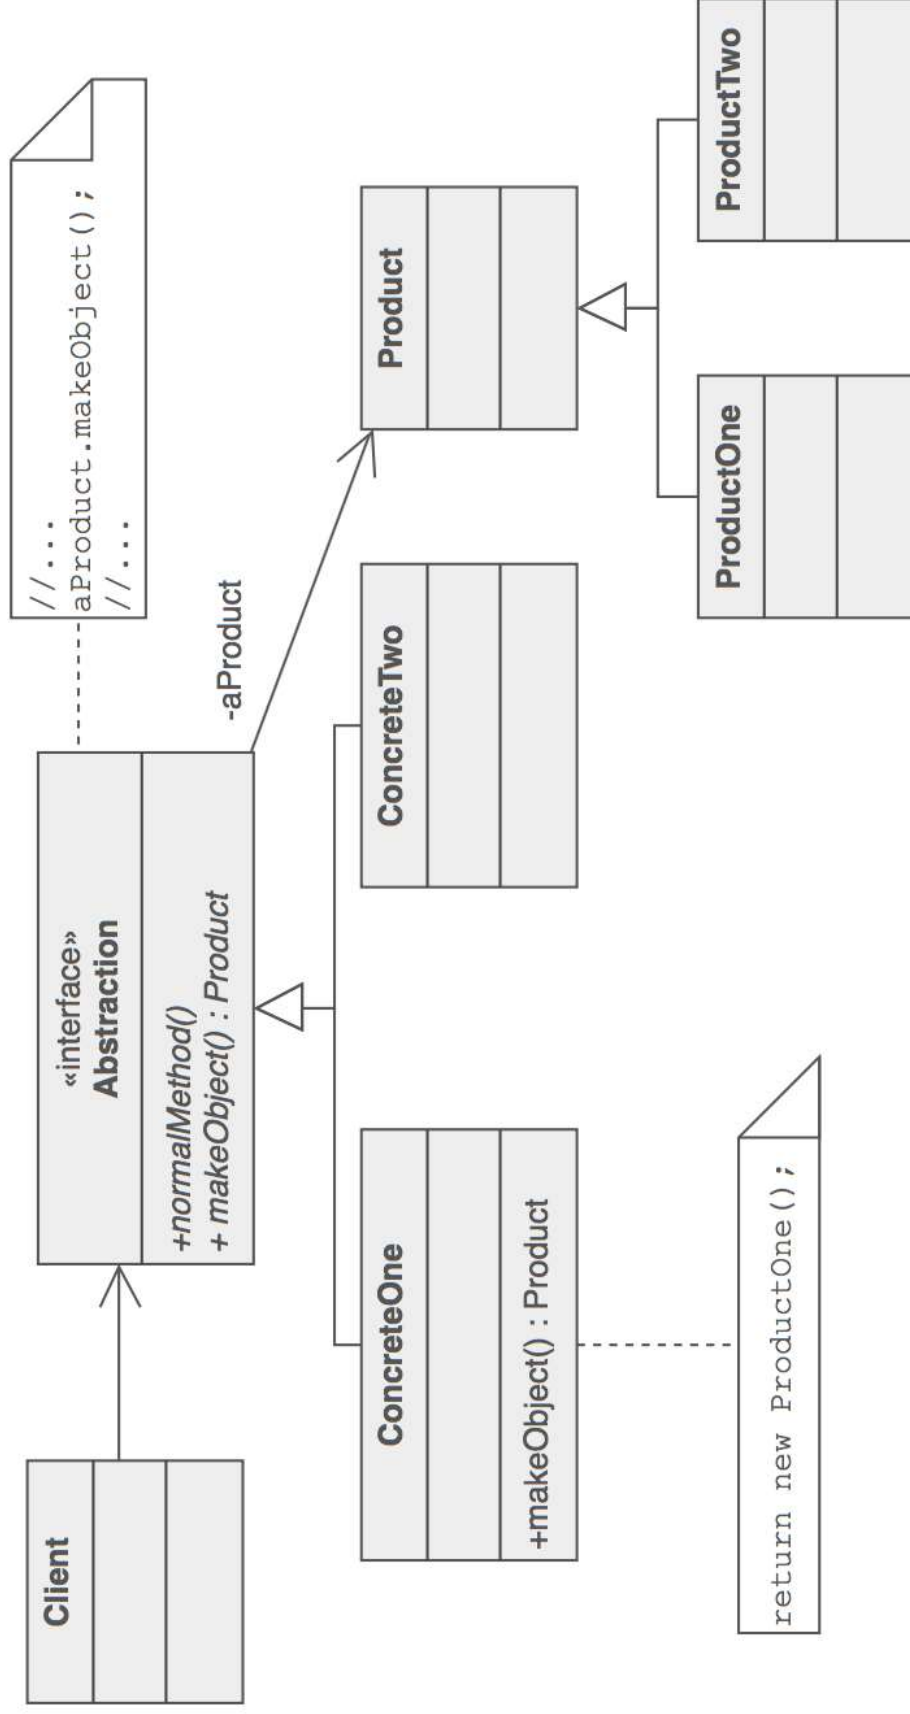 Client
«interface»
Abstraction
+normalMethod()
+ makeObject() : Product
//...
aProduct.makeObject();
//...
-aProduct
ConcreteOne
+makeObject() : Product
ConcreteTwo
Product
return new ProductOne();
ProductOne
ProductTwo